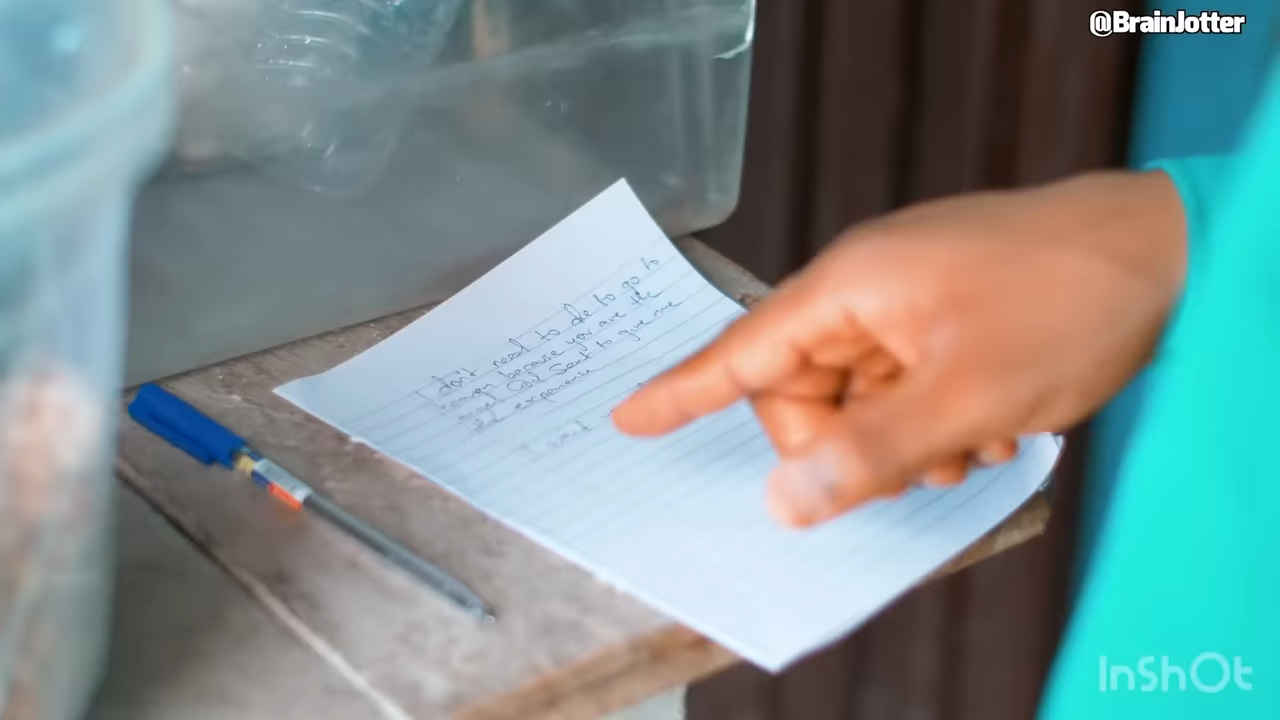 @BrainJotter
I don't need to die to go to
heaven because you are the
angel God Sent to give me
the experience
InShOt